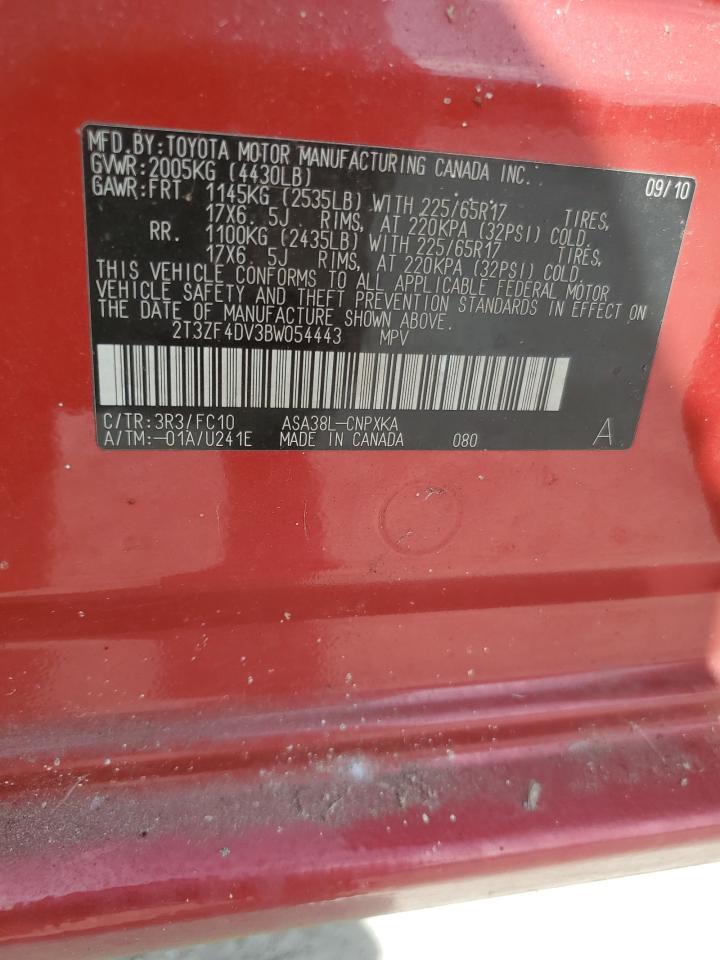 MFD.BY:TOYOTA MOTOR MANUFACTURING CANADA INC. 09/10
GVWR:2005KG (4430LB)
GAWR:FRT. 1145KG (2535LB) WITH 225/65R17 TIRES,
17X6. 5J RIMS, AT 220KPA (32PSI) COLD.
RR. 1100KG (2435LB) WITH 225/65R17 TIRES,
17X6. 5J RIMS, AT 220KPA (32PSI) COLD.
THIS VEHICLE CONFORMS TO ALL APPLICABLE FEDERAL MOTOR
VEHICLE SAFETY AND THEFT PREVENTION STANDARDS IN EFFECT ON
THE DATE OF MANUFACTURE SHOWN ABOVE.
2T3ZF4DV3BW054443 MPV
C/TR:3R3/FC10 ASA38L-CNPXKA
A/TM:-01A/U241E MADE IN CANADA 080 A